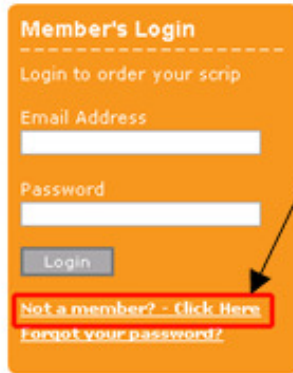 Member's Login
Login to order your scrip
Email Address
Password
Login
Not a member? - Click Here
Forgot your password?